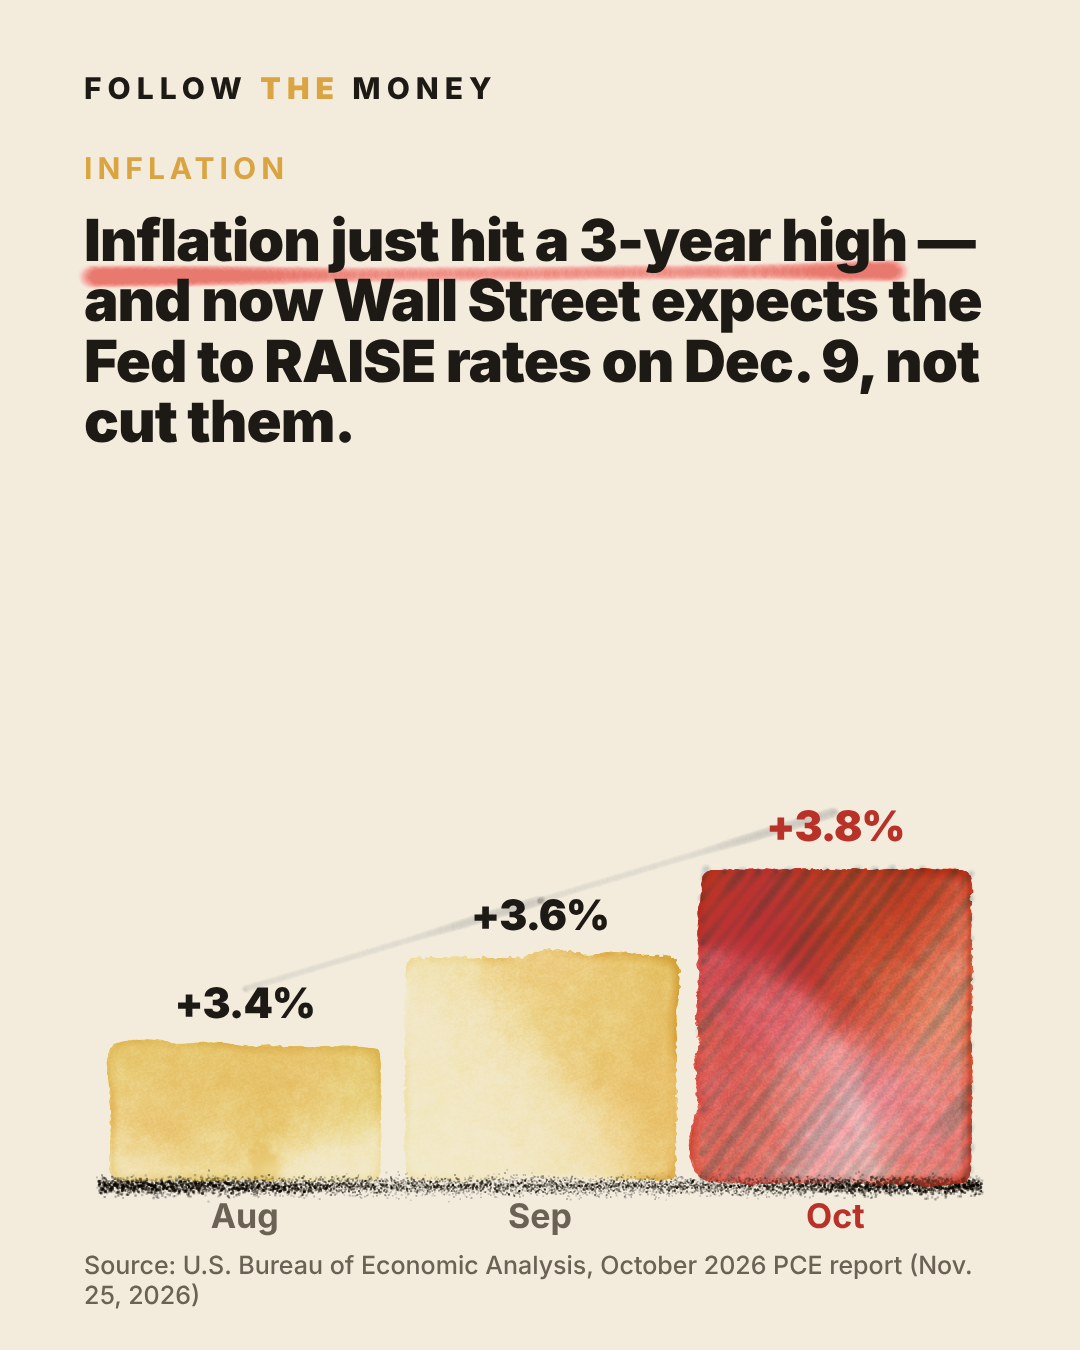 FOLLOW THE MONEY
INFLATION
Inflation just hit a 3-year high —
and now Wall Street expects the
Fed to RAISE rates on Dec. 9, not
cut them.
+3.8%
+3.6%
+3.4%
Aug Sep Oct
Source: U.S. Bureau of Economic Analysis, October 2026 PCE report (Nov.
25, 2026)